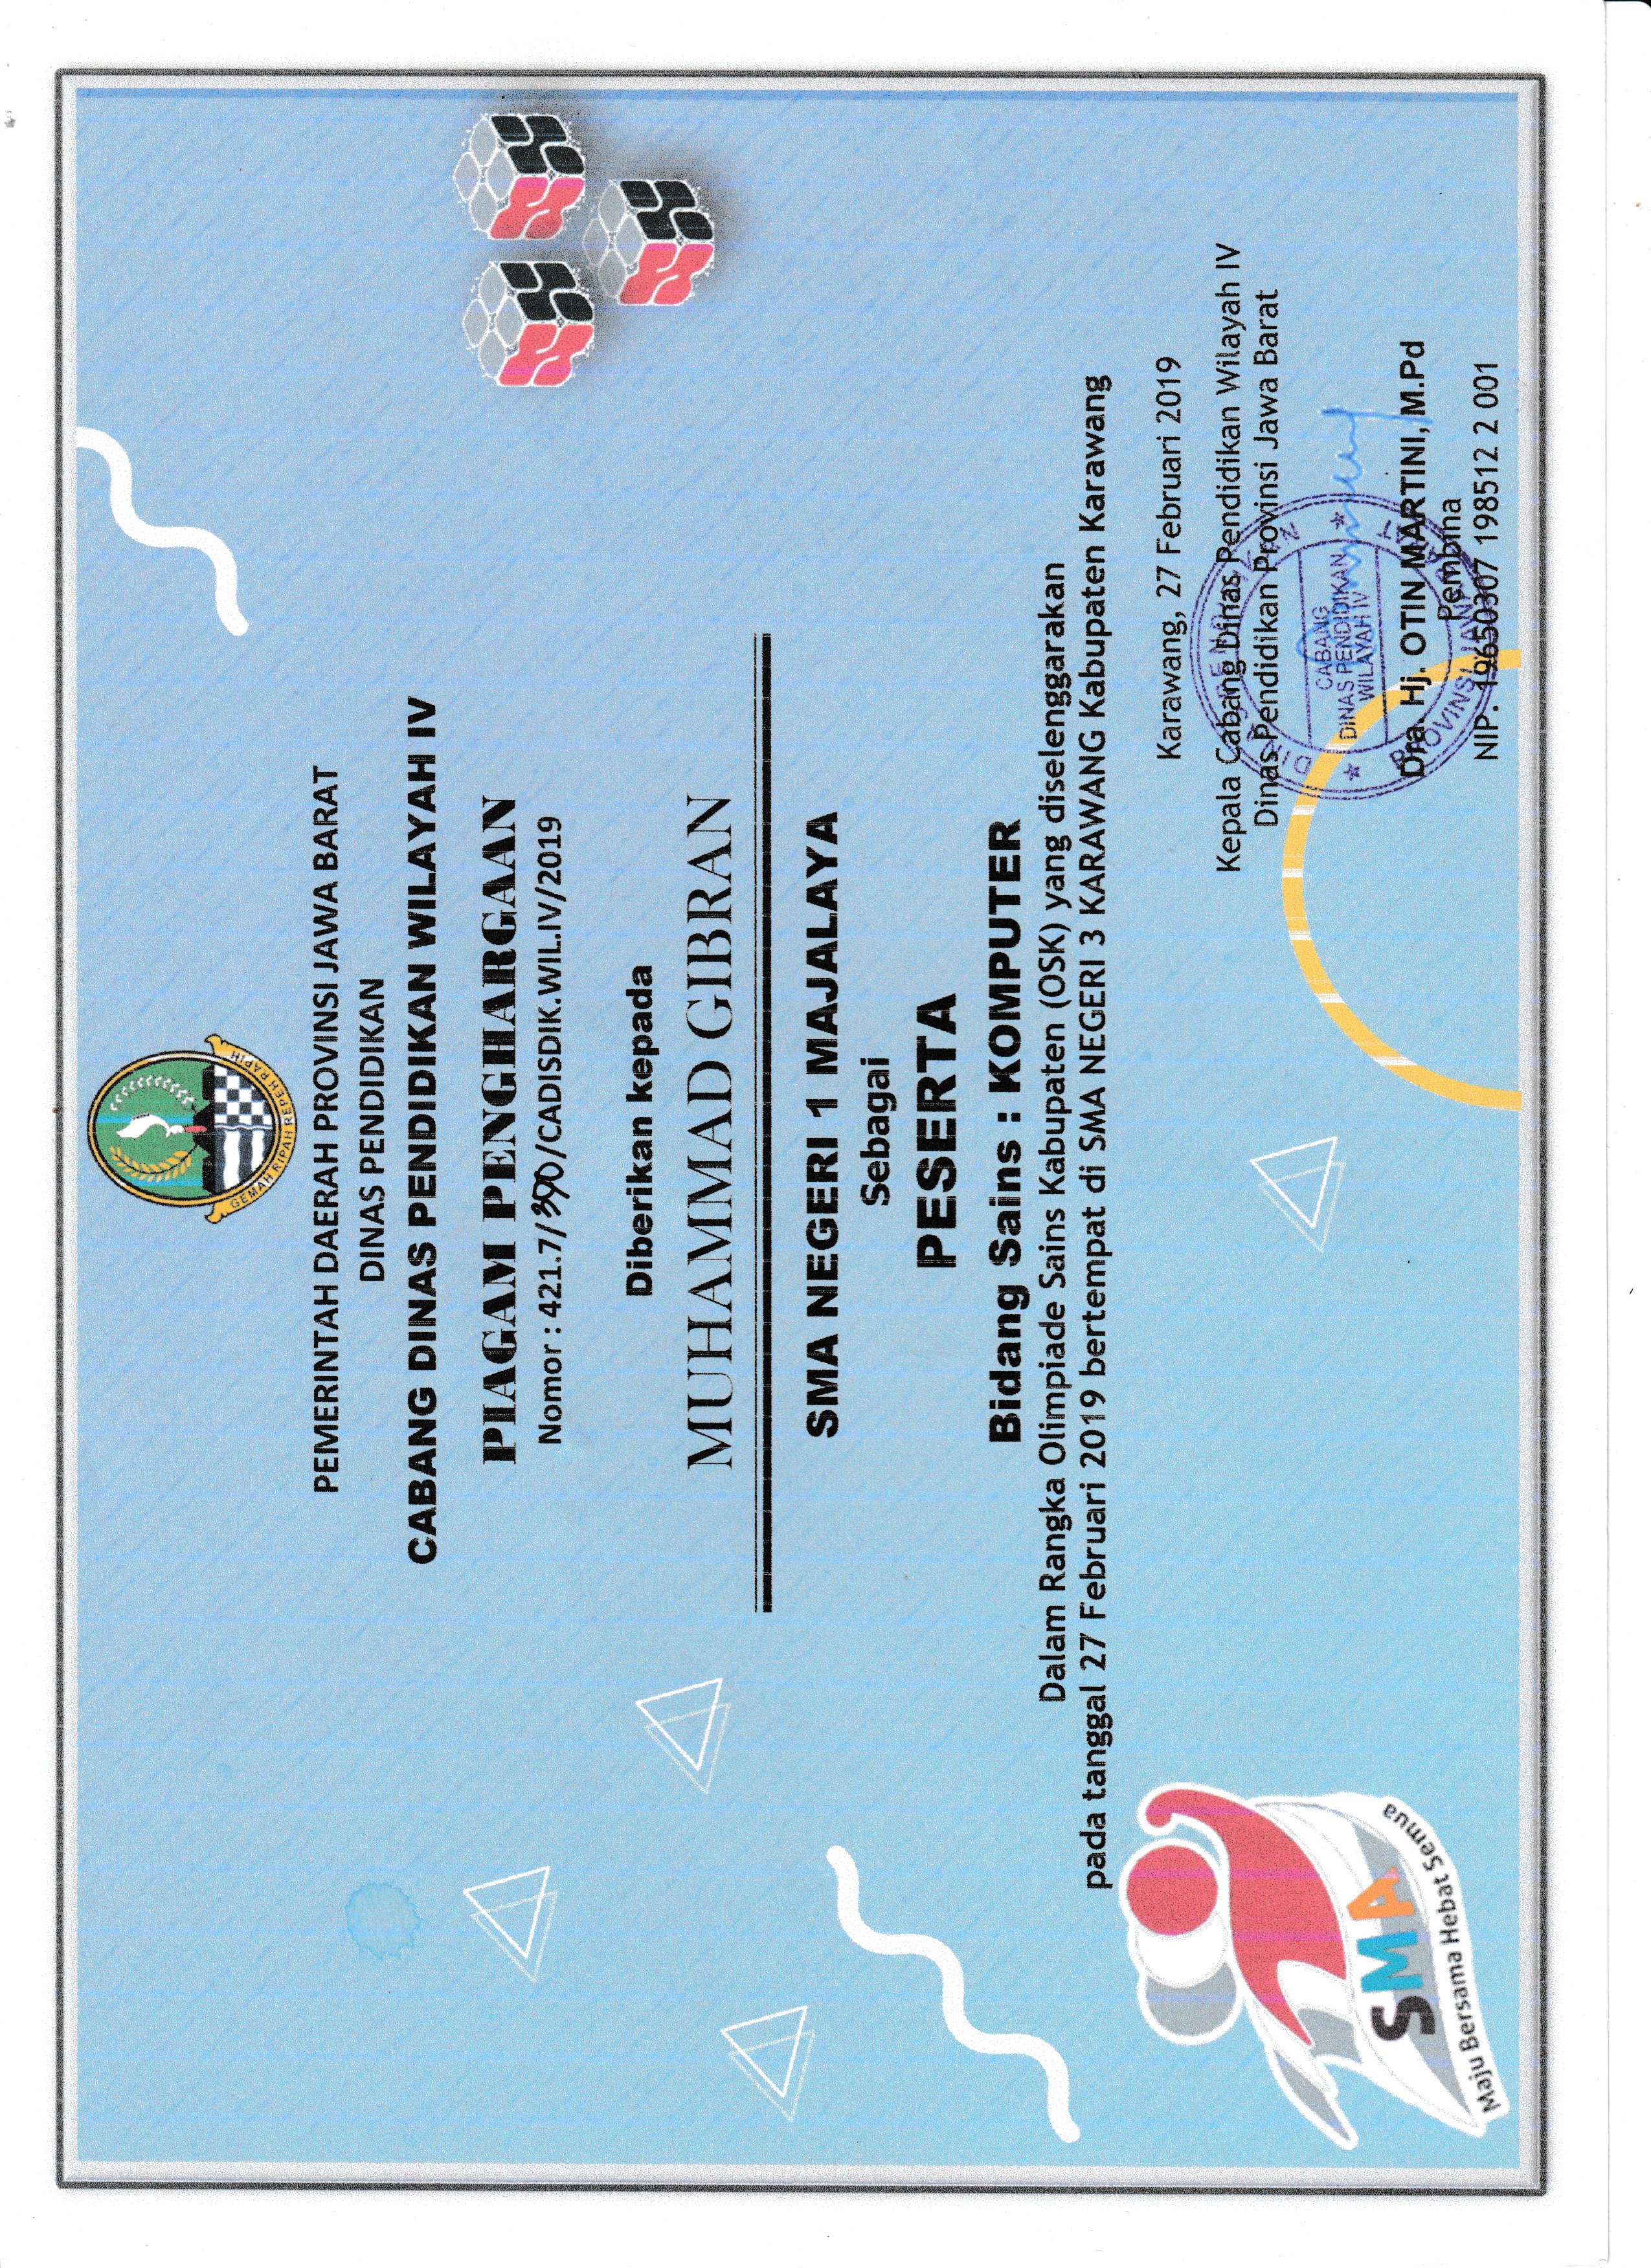 GEMAH RIPAH REPEH RAPIH
PEMERINTAH DAERAH PROVINSI JAWA BARAT
DINAS PENDIDIKAN
CABANG DINAS PENDIDIKAN WILAYAH IV
PIAGAM PENGHARGAAN
Nomor : 421.7/390/CADISDIK.WIL.IV/2019
Diberikan kepada
MUHAMMAD GIBRAN
SMA NEGERI 1 MAJALAYA
Sebagai
PESERTA
Bidang Sains : KOMPUTER
Dalam Rangka Olimpiade Sains Kabupaten (OSK) yang diselenggarakan
pada tanggal 27 Februari 2019 bertempat di SMA NEGERI 3 KARAWANG Kabupaten Karawang
Karawang, 27 Februari 2019
Kepala Cabang Dinas Pendidikan Wilayah IV
Dinas Pendidikan Provinsi Jawa Barat
DINAS PENDIDIKAN
CABANG
DINAS PENDIDIKAN
WILAYAH IV
PROVINSI JAWA BARAT
Dra. Hj. OTIN MARTINI, M.Pd
Pembina
NIP. 19650307 198512 2 001
SMA
Maju Bersama Hebat Semua